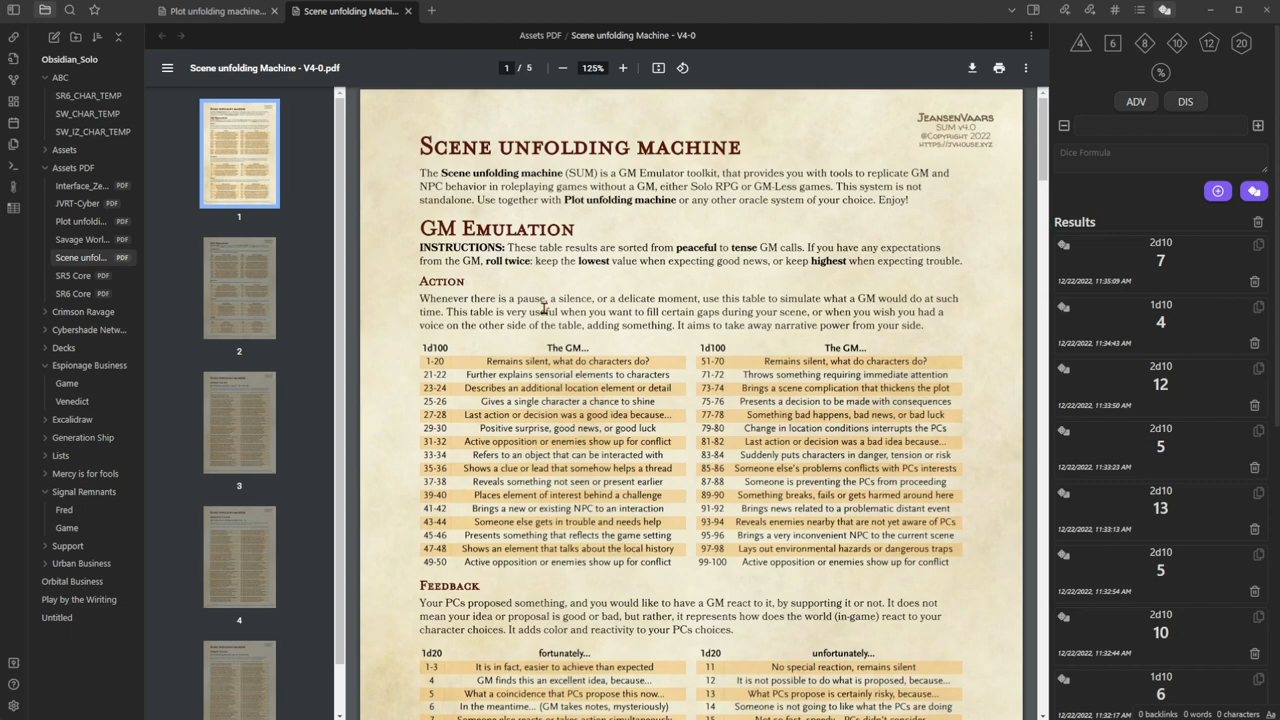 Plot unfolding machine...
Scene unfolding Machi...
Assets PDF / Scene unfolding Machine - V4-0
Obsidian_Solo
ABC
SR6_CHAR_TEMP
SW_CHAR_TEMP
SW_IZ_CHAR_TEMP
Assets
Assets PDF
Interface_Ze... PDF
JVRT-Cyber PDF
Plot unfoldi... PDF
Savage Worl... PDF
Scene unfol... PDF
SR5 Core PDF
SR6 Core PDF
Crimson Ravage
Cybershade Netw...
Decks
Espionage Business
Game
Venedict
Excalidraw
Generation Ship
Lists
Mercy is for fools
Signal Remnants
Fred
Game
Support
Urban Business
Orbital Business
Play by the Writing
Untitled
Scene unfolding Machine - V4-0.pdf
1 / 5
125%
1
2
3
4
JeansenVaars
SUM v4.0
@Copyright 2022
https://jvhouse.xyz
Scene unfolding machine
The Scene unfolding machine (SUM) is a GM Emulator toolkit, that provides you with tools to replicate GM and
NPC behavior in roleplaying games without a GM, either Solo RPG or GM-Less games. This system is not
standalone. Use together with Plot unfolding machine or any other oracle system of your choice. Enjoy!
GM Emulation
INSTRUCTIONS: These table results are sorted from peaceful to tense GM calls. If you have any expectations
from the GM, roll twice: keep the lowest value when expecting good news, or keep highest when expecting trouble.
Action
Whenever there is a pause, a silence, or a delicate moment, use this table to simulate what a GM would do at such
time. This table is very useful when you want to fill certain gaps during your scene, or when you wish you had a
voice on the other side of the table, adding something. It aims to take away narrative power from your side.
1d100 The GM... 1d100 The GM...
1-20 Remains silent, what do characters do? 51-70 Remains silent, what do characters do?
21-22 Further explains sensorial elements to characters 71-72 Throws something requiring immediate attention
23-24 Describes an additional location element or detail 73-74 Brings a scene complication that thickens the plot
25-26 Gives a single character a chance to shine 75-76 Presents a decision to be made with consequences
27-28 Last action or decision was a good idea because... 77-78 Something bad happens, bad news, or bad luck
29-30 Positive surprise, good news, or good luck 79-80 Change in location conditions interrupts the PCs
31-32 Active opposition or enemies show up for conflict 81-82 Last action or decision was a bad idea because...
33-34 Refers to an object that can be interacted with 83-84 Suddenly puts characters in danger, tension or risk
35-36 Shows a clue or lead that somehow helps a thread 85-86 Someone else's problems conflicts with PCs interests
37-38 Reveals something not seen or present earlier 87-88 Someone is preventing the PCs from proceeding
39-40 Places element of interest behind a challenge 89-90 Something breaks, fails or gets harmed around here
41-42 Brings a new or existing NPC to an interaction 91-92 Brings news related to a problematic distant event
43-44 Someone else gets in trouble and needs help 93-94 Reveals enemies nearby that are not yet aware of PCs
45-46 Presents something that reflects the game setting 95-96 Brings a very inconvenient NPC to the current scene
47-48 Shows an element that talks about the local history 97-98 Lays out environmental hazards or dangerous traps
49-50 Active opposition or enemies show up for conflict 99-100 Active opposition or enemies show up for conflict
Feedback
Your PCs proposed something, and you would like to have a GM react to it, by supporting it or not. It does not
mean your idea or proposal is good or bad, but rather, it represents how does the world (in-game) react to your
character choices. It adds color and reactivity to your PCs choices.
1d20 fortunately... 1d20 unfortunately...
1-3 It is in fact, easier to achieve than expected 11 No special reaction, remains silent
4 GM finds this an excellent idea, because... 12 It is not possible to do what is proposed, because...
5 What a coincidence that PCs propose this now... 13 What PCs propose is certainly risky, because...
6 In the meantime... (GM takes notes, mysteriously) 14 Someone is not going to like what the PCs are doing
4 6 8 10 12 20
%
ADV DIS
Dice Formula
Results
2d10
7
12/22/2022, 11:35:09 AM
1d10
4
12/22/2022, 11:34:43 AM
2d10
12
12/22/2022, 11:33:50 AM
2d10
5
12/22/2022, 11:33:23 AM
2d10
13
12/22/2022, 11:33:13 AM
2d10
5
12/22/2022, 11:32:54 AM
2d10
10
12/22/2022, 11:32:44 AM
1d10
6
12/22/2022, 11:32:17 AM
0 backlinks 0 words 0 characters Aa